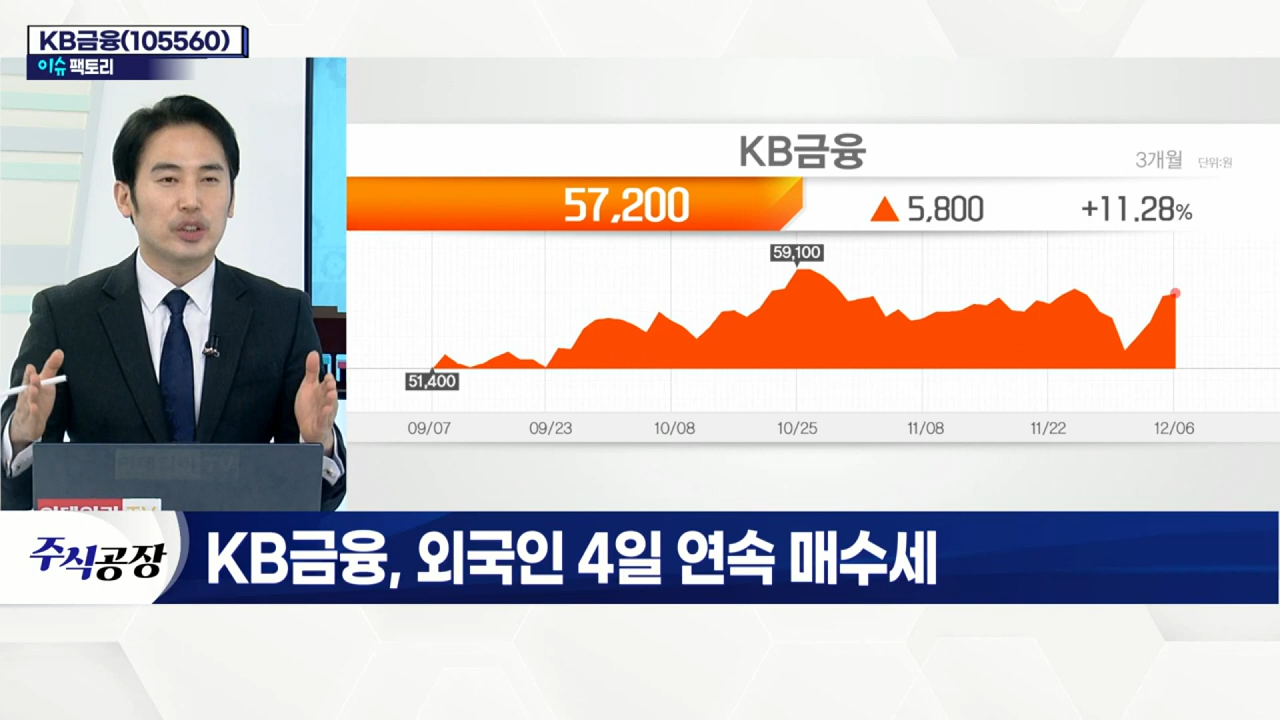 KB금융(105560)
이슈 팩토리
KB금융
3개월 단위:원
57,200
▲ 5,800
+11.28%
59,100
51,400
09/07 09/23 10/08 10/25 11/08 11/22 12/06
주식공장
KB금융, 외국인 4일 연속 매수세